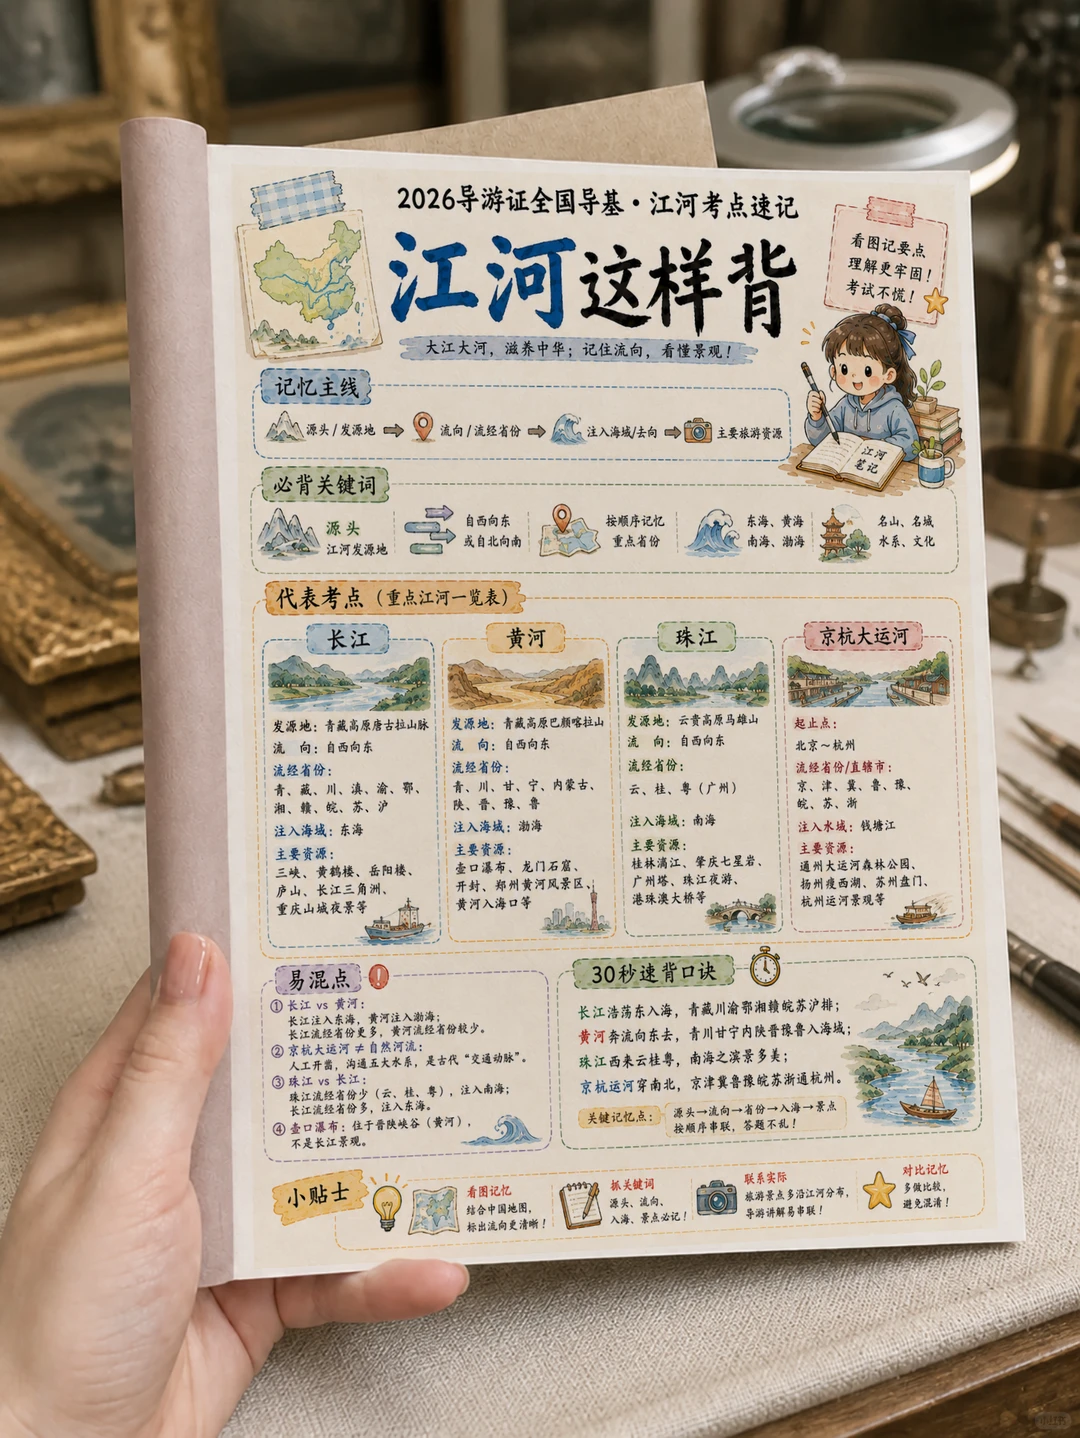 2026导游证全国导基·江河考点速记
江河这样背
大江大河，滋养中华；记住流向，看懂景观！
看图记要点
理解更牢固！
考试不慌！
江河
笔记
记忆主线
源头/发源地
流向/流经省份
注入海域/去向
主要旅游资源
必背关键词
源头
江河发源地
自西向东
或自北向南
按顺序记忆
重点省份
东海、黄海
南海、渤海
名山、名城
水系、文化
代表考点（重点江河一览表）
长江
发源地：青藏高原唐古拉山脉
流 向：自西向东
流经省份：
青、藏、川、滇、渝、鄂、
湘、赣、皖、苏、沪
注入海域：东海
主要资源：
三峡、黄鹤楼、岳阳楼、
庐山、长江三角洲、
重庆山城夜景等
黄河
发源地：青藏高原巴颜喀拉山
流 向：自西向东
流经省份：
青、川、甘、宁、内蒙古、
陕、晋、豫、鲁
注入海域：渤海
主要资源：
壶口瀑布、龙门石窟、
开封、郑州黄河风景区、
黄河入海口等
珠江
发源地：云贵高原马雄山
流 向：自西向东
流经省份：
云、桂、粤（广州）
注入海域：南海
主要资源：
桂林漓江、肇庆七星岩、
广州塔、珠江夜游、
港珠澳大桥等
京杭大运河
起止点：
北京～杭州
流经省份/直辖市：
京、津、冀、鲁、豫、
皖、苏、浙
注入水域：钱塘江
主要资源：
通州大运河森林公园、
扬州瘦西湖、苏州盘门、
杭州运河景观等
易混点
① 长江 vs 黄河：
长江注入东海，黄河注入渤海；
长江流经省份更多，黄河流经省份较少。
② 京杭大运河 ≠ 自然河流：
人工开凿，沟通五大水系，是古代“交通动脉”。
③ 珠江 vs 长江：
珠江流经省份少（云、桂、粤），注入南海；
长江流经省份多，注入东海。
④ 壶口瀑布：位于晋陕峡谷（黄河），
不是长江景观。
30秒速背口诀
长江浩荡东入海，青藏川渝鄂湘赣皖苏沪排；
黄河奔流向东去，青川甘宁内陕晋豫鲁入海域；
珠江西来云桂粤，南海之滨景多美；
京杭运河穿南北，京津冀鲁豫皖苏浙通杭州。
关键记忆点：
源头→流向→省份→入海→景点
按顺序串联，答题不乱！
小贴士
看图记忆
结合中国地图，
标出流向更清晰！
抓关键词
源头、流向、
入海、景点必记！
联系实际
旅游景点多沿江河分布，
导游讲解易串联！
对比记忆
多做比较，
避免混清！